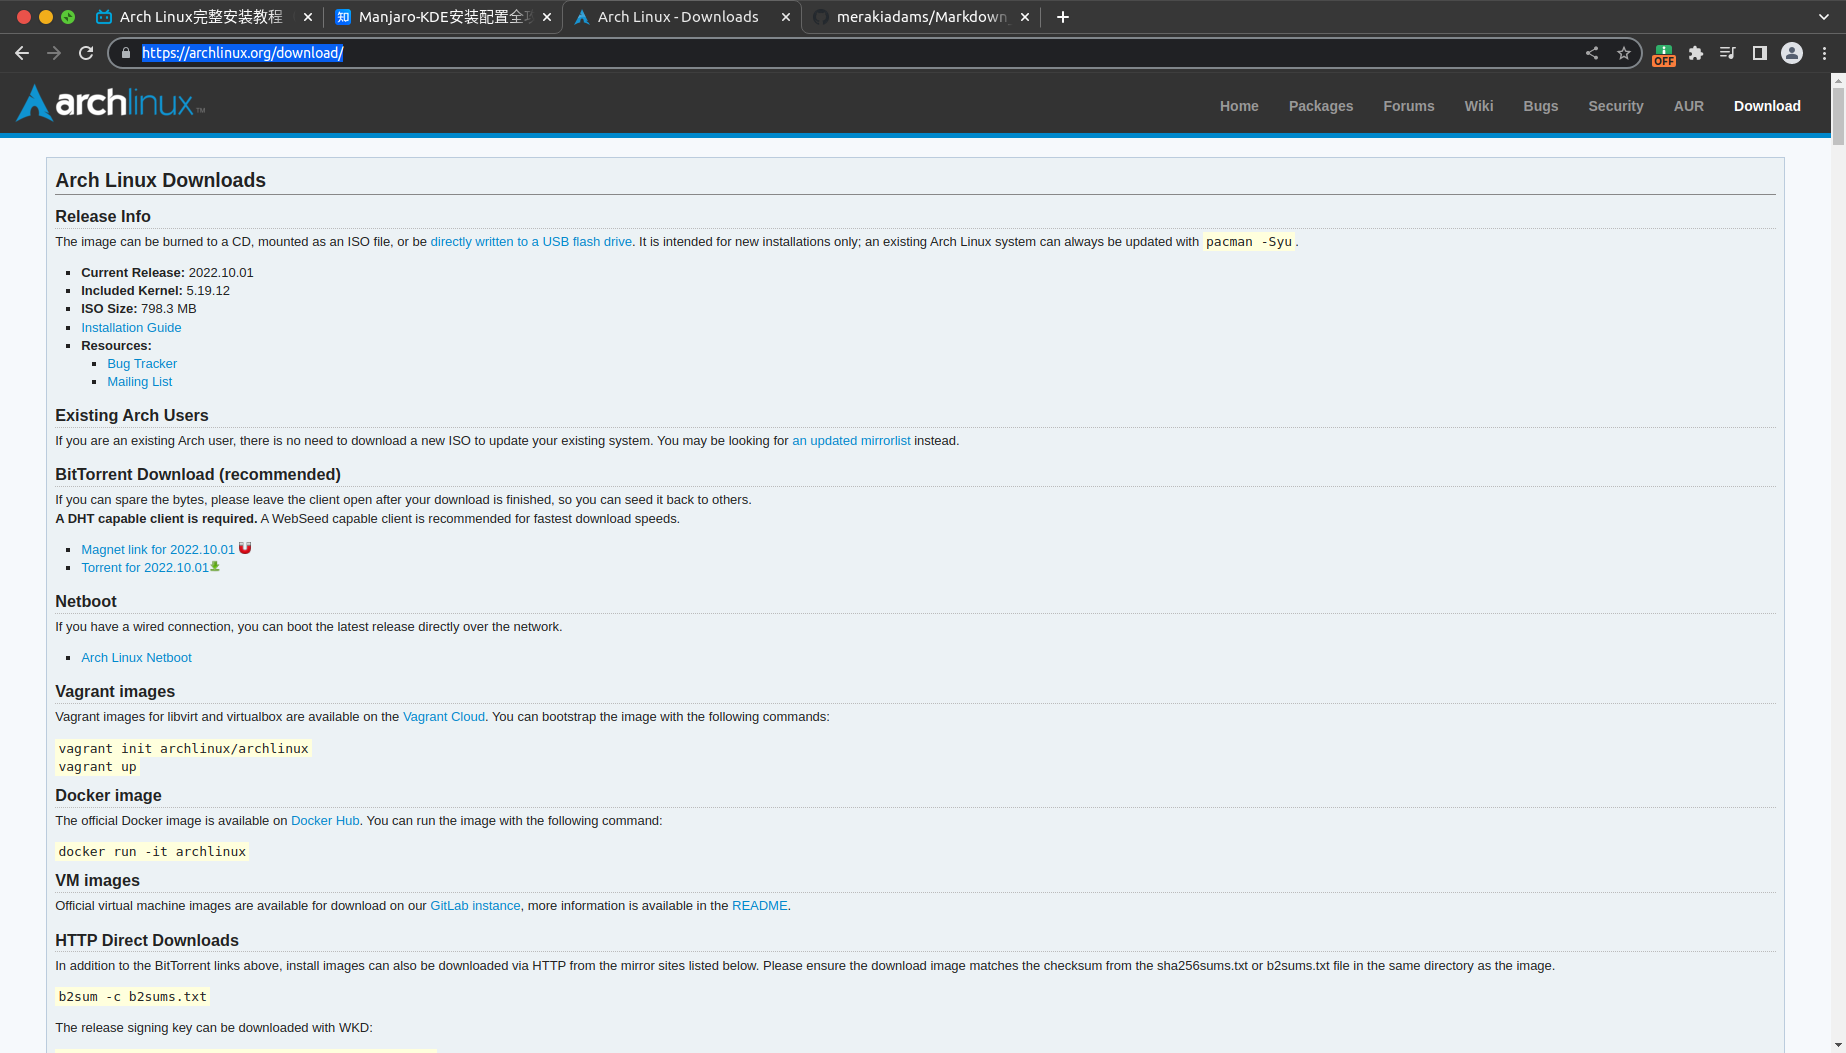 Arch Linux完整安装教程
Manjaro-KDE安装配置全
Arch Linux - Downloads
merakiadams/Markdown
https://archlinux.org/download/
OFF
archlinux™
Home Packages Forums Wiki Bugs Security AUR Download
Arch Linux Downloads
Release Info
The image can be burned to a CD, mounted as an ISO file, or be directly written to a USB flash drive. It is intended for new installations only; an existing Arch Linux system can always be updated with pacman -Syu.
Current Release: 2022.10.01
Included Kernel: 5.19.12
ISO Size: 798.3 MB
Installation Guide
Resources:
Bug Tracker
Mailing List
Existing Arch Users
If you are an existing Arch user, there is no need to download a new ISO to update your existing system. You may be looking for an updated mirrorlist instead.
BitTorrent Download (recommended)
If you can spare the bytes, please leave the client open after your download is finished, so you can seed it back to others.
A DHT capable client is required. A WebSeed capable client is recommended for fastest download speeds.
Magnet link for 2022.10.01
Torrent for 2022.10.01
Netboot
If you have a wired connection, you can boot the latest release directly over the network.
Arch Linux Netboot
Vagrant images
Vagrant images for libvirt and virtualbox are available on the Vagrant Cloud. You can bootstrap the image with the following commands:
vagrant init archlinux/archlinux
vagrant up
Docker image
The official Docker image is available on Docker Hub. You can run the image with the following command:
docker run -it archlinux
VM images
Official virtual machine images are available for download on our GitLab instance, more information is available in the README.
HTTP Direct Downloads
In addition to the BitTorrent links above, install images can also be downloaded via HTTP from the mirror sites listed below. Please ensure the download image matches the checksum from the sha256sums.txt or b2sums.txt file in the same directory as the image.
b2sum -c b2sums.txt
The release signing key can be downloaded with WKD: